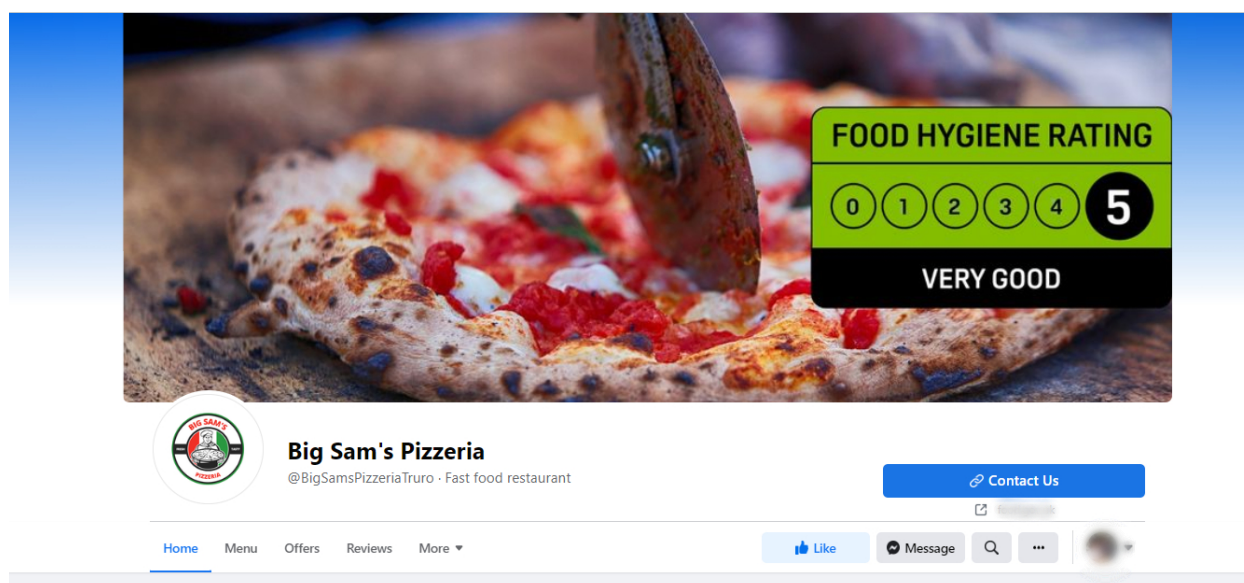 FOOD HYGIENE RATING
0 1 2 3 4 5
VERY GOOD
BIG SAM'S
PIZZERIA
Big Sam's Pizzeria
@BigSamsPizzeriaTruro · Fast food restaurant
Contact Us
Home Menu Offers Reviews More
Like Message